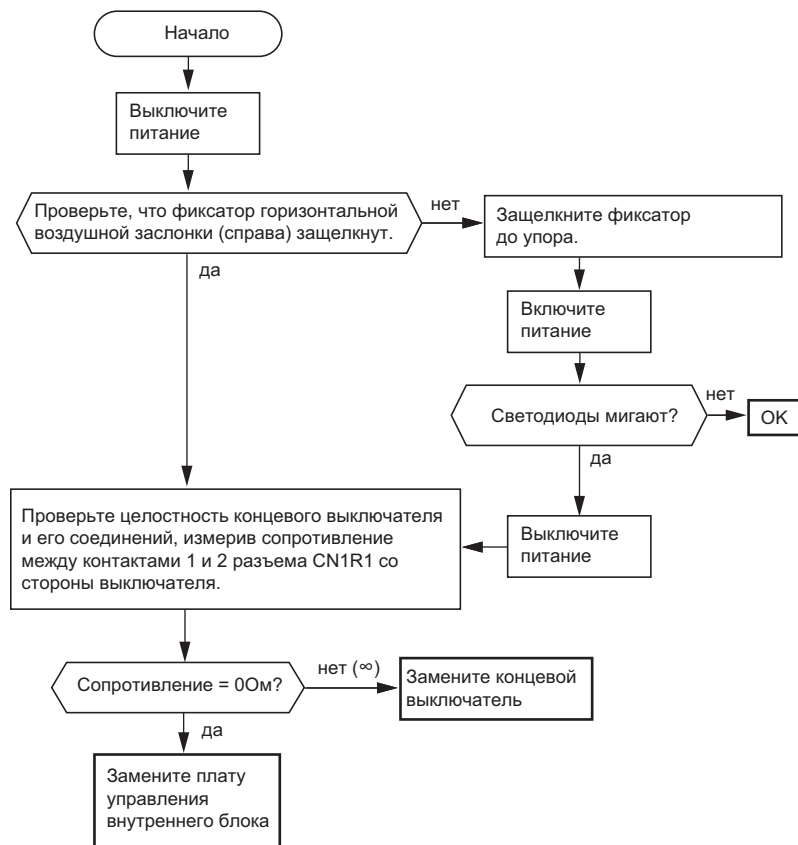 Начало
Выключите
питание
Проверьте, что фиксатор горизонтальной
воздушной заслонки (справа) защелкнут.
нет
Защелкните фиксатор
до упора.
да
Включите
питание
Светодиоды мигают?
нет
OK
да
Выключите
питание
Проверьте целостность концевого выключателя
и его соединений, измерив сопротивление
между контактами 1 и 2 разъема CN1R1 со
стороны выключателя.
Сопротивление = 0Ом?
нет (∞)
Замените концевой
выключатель
да
Замените плату
управления
внутреннего блока